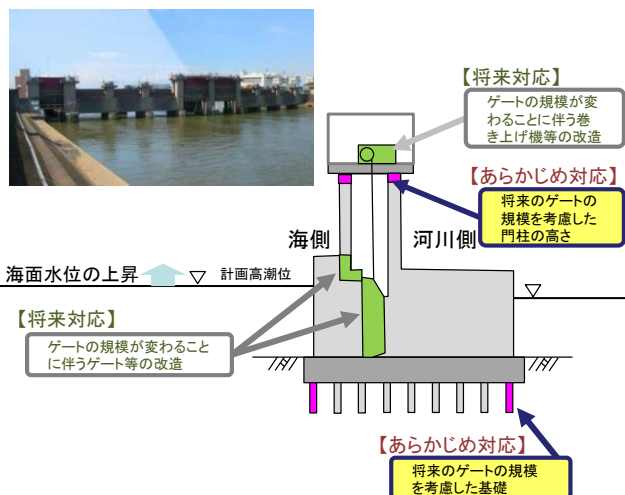 【将来対応】
ゲートの規模が変
わることに伴う巻
き上げ機等の改造
【あらかじめ対応】
将来のゲートの
規模を考慮した
門柱の高さ
海側
河川側
海面水位の上昇
計画高潮位
【将来対応】
ゲートの規模が変わること
に伴うゲート等の改造
【あらかじめ対応】
将来のゲートの規模
を考慮した基礎